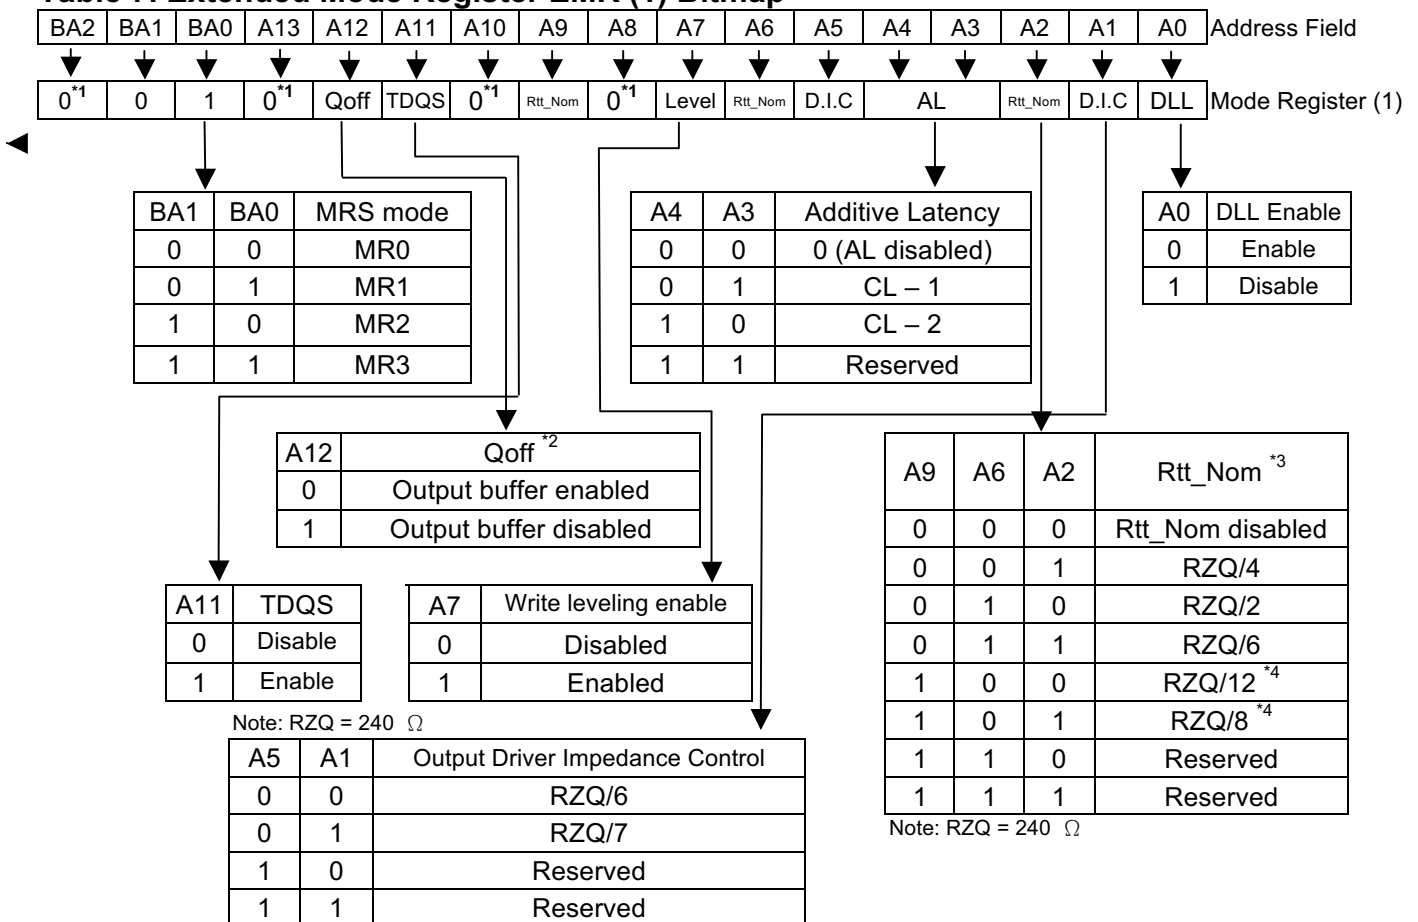 Table 7. Extended Mode Register EMR (1) Bitmap
BA2 BA1 BA0 A13 A12 A11 A10 A9 A8 A7 A6 A5 A4 A3 A2 A1 A0 Address Field
0*1 0 1 0*1 Qoff TDQS 0*1 Rtt_Nom 0*1 Level Rtt_Nom D.I.C AL Rtt_Nom D.I.C DLL Mode Register (1)
BA1 BA0 MRS mode
0 0 MR0
0 1 MR1
1 0 MR2
1 1 MR3
A4 A3 Additive Latency
0 0 0 (AL disabled)
0 1 CL – 1
1 0 CL – 2
1 1 Reserved
A0 DLL Enable
0 Enable
1 Disable
A12 Qoff *2
0 Output buffer enabled
1 Output buffer disabled
A9 A6 A2 Rtt_Nom *3
0 0 0 Rtt_Nom disabled
0 0 1 RZQ/4
0 1 0 RZQ/2
0 1 1 RZQ/6
1 0 0 RZQ/12 *4
1 0 1 RZQ/8 *4
1 1 0 Reserved
1 1 1 Reserved
Note: RZQ = 240 Ω
A11 TDQS
0 Disable
1 Enable
A7 Write leveling enable
0 Disabled
1 Enabled
Note: RZQ = 240 Ω
A5 A1 Output Driver Impedance Control
0 0 RZQ/6
0 1 RZQ/7
1 0 Reserved
1 1 Reserved